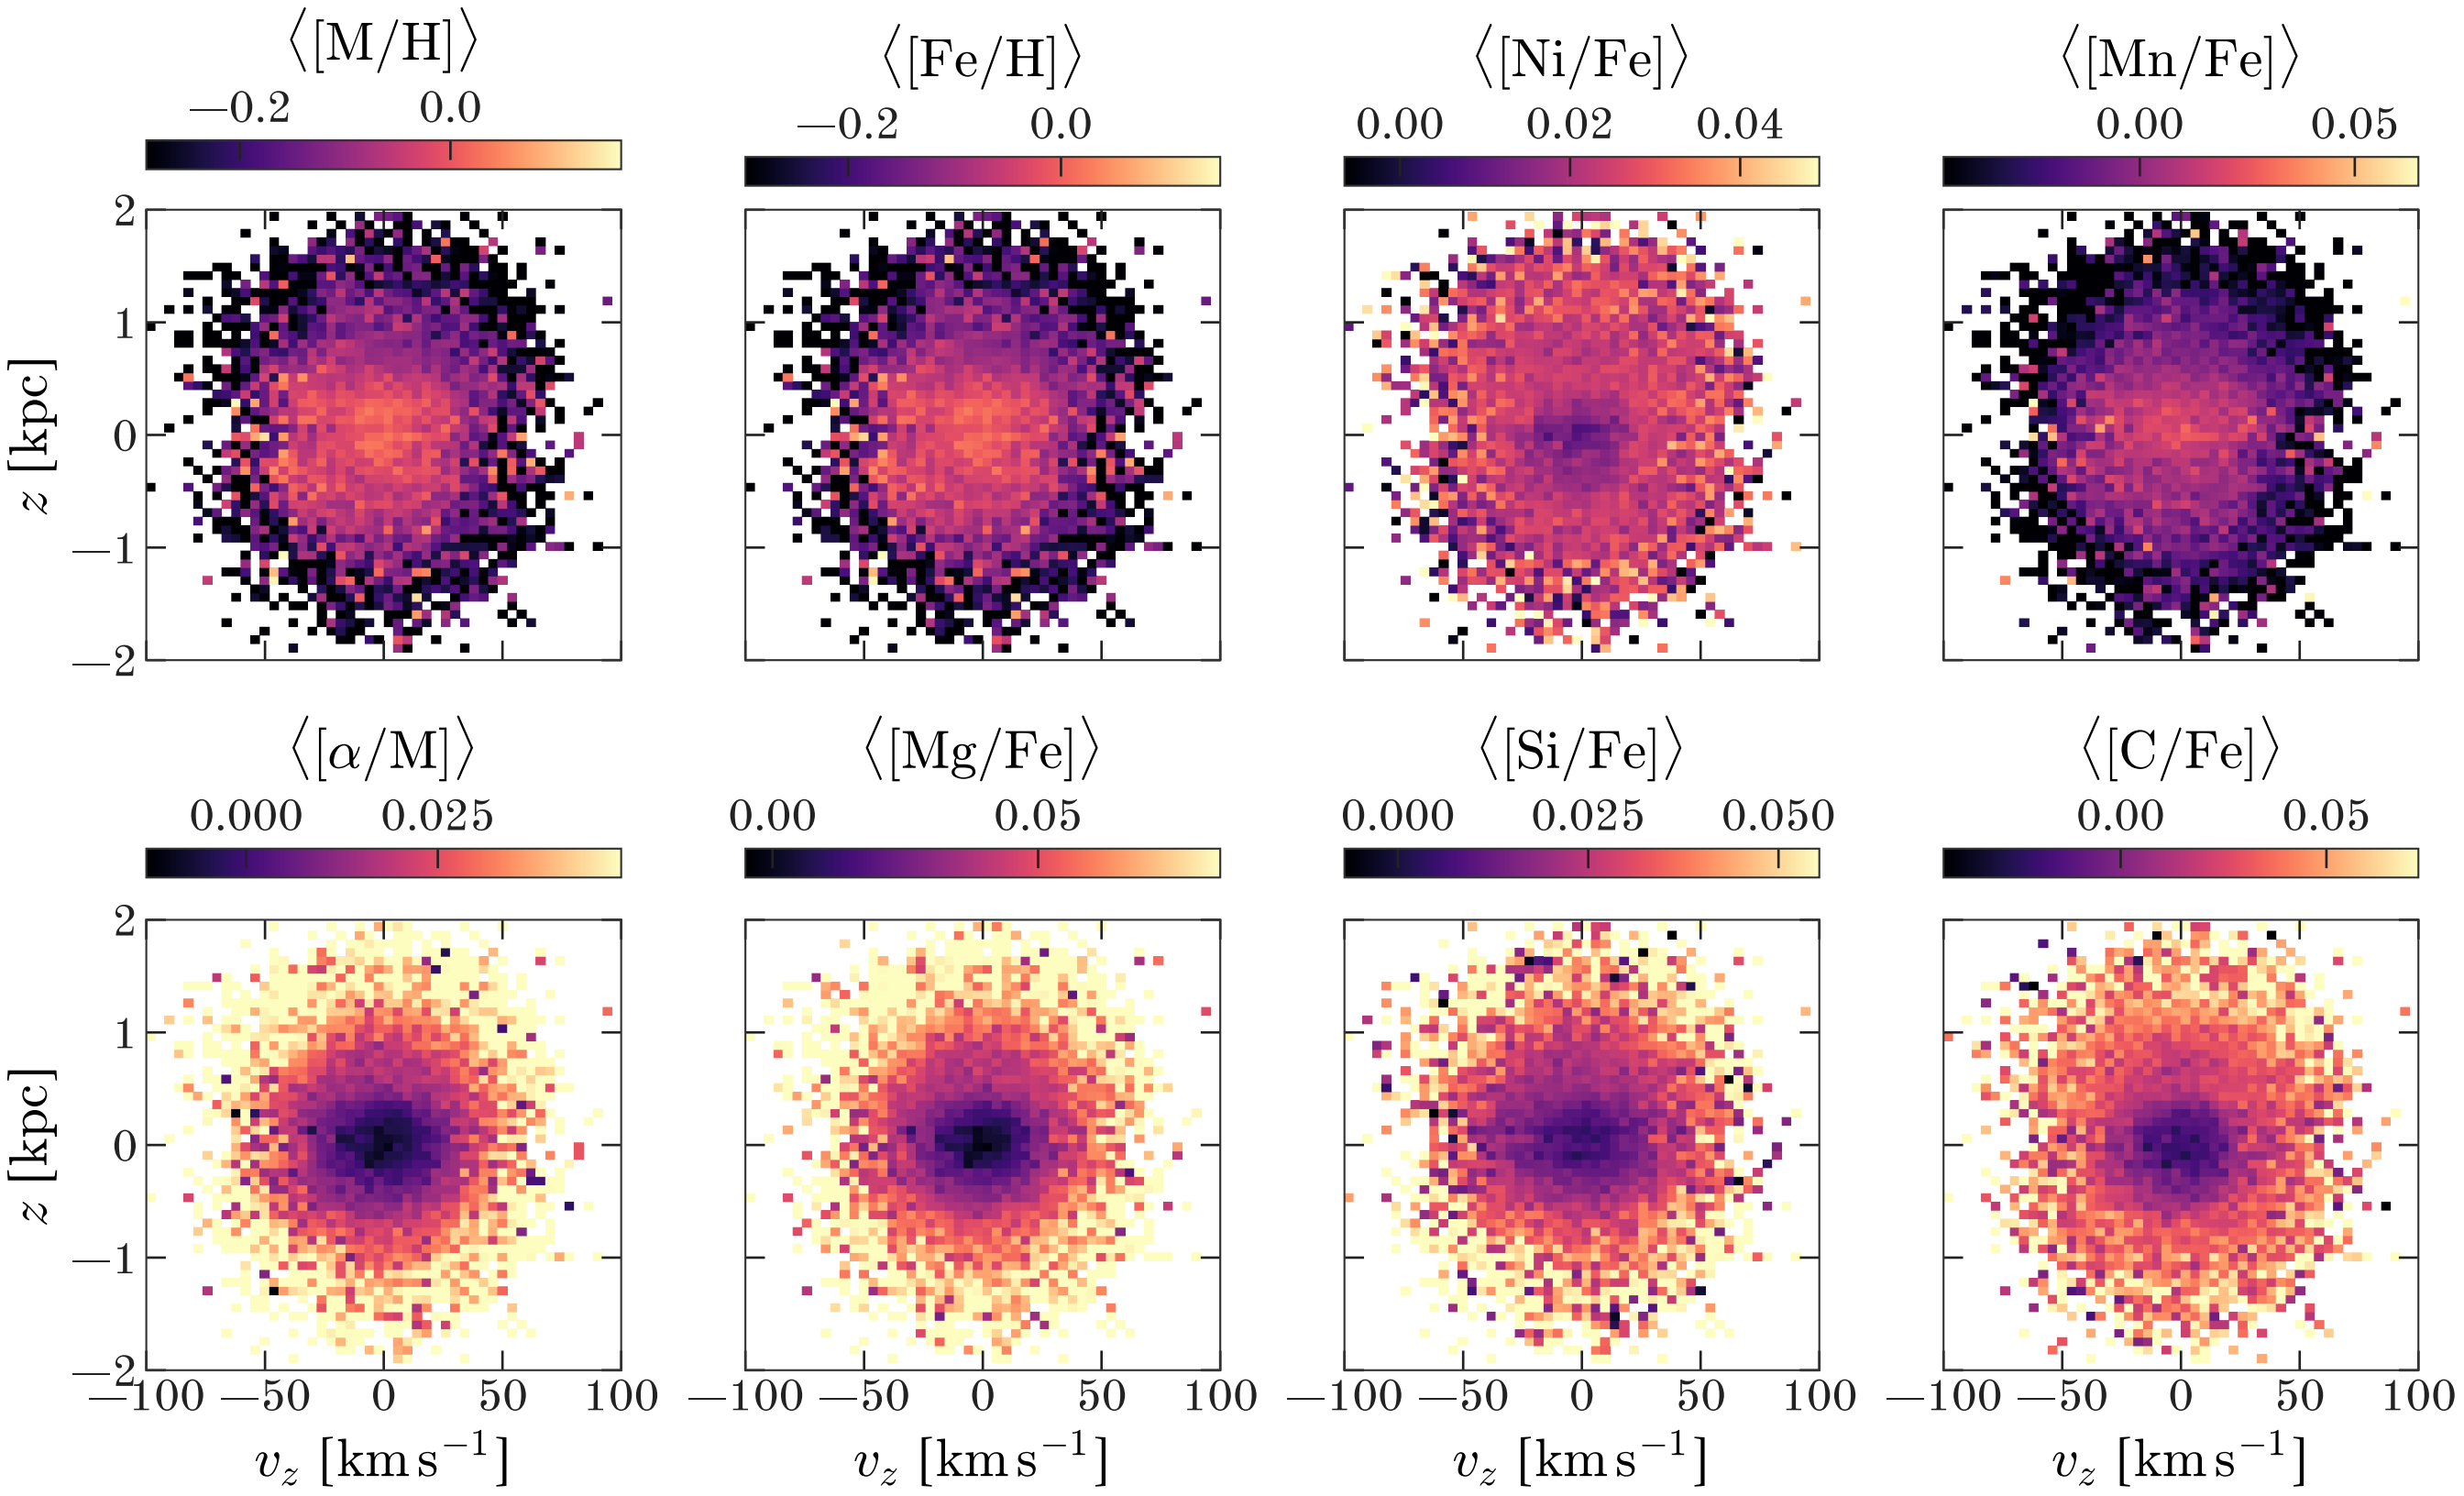 ⟨[M/H]⟩ ⟨[Fe/H]⟩ ⟨[Ni/Fe]⟩ ⟨[Mn/Fe]⟩
−0.2 0.0 −0.2 0.0 0.00 0.02 0.04 0.00 0.05
2
1
z [kpc]
0
−1
−2
⟨[α/M]⟩ ⟨[Mg/Fe]⟩ ⟨[Si/Fe]⟩ ⟨[C/Fe]⟩
0.000 0.025 0.00 0.05 0.000 0.025 0.050 0.00 0.05
2
1
z [kpc]
0
−1
−2
−100 −50 0 50 100 −100 −50 0 50 100 −100 −50 0 50 100 −100 −50 0 50 100
v_z [km s⁻¹] v_z [km s⁻¹] v_z [km s⁻¹] v_z [km s⁻¹]